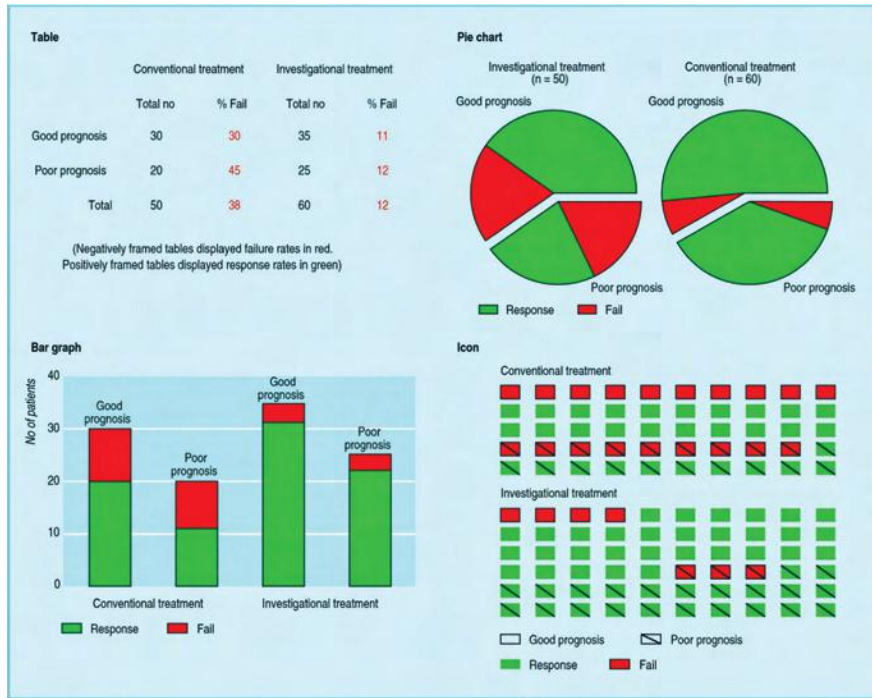 Table
Conventional treatment Investigational treatment
Total no % Fail Total no % Fail
Good prognosis 30 30 35 11
Poor prognosis 20 45 25 12
Total 50 38 60 12
(Negatively framed tables displayed failure rates in red.
Positively framed tables displayed response rates in green)
Pie chart
Investigational treatment
(n = 50)
Conventional treatment
(n = 60)
Good prognosis
Good prognosis
Poor prognosis
Poor prognosis
Response Fail
Bar graph
No of patients
40
30
20
10
0
Good
prognosis
Poor
prognosis
Good
prognosis
Poor
prognosis
Conventional treatment Investigational treatment
Response Fail
Icon
Conventional treatment
Investigational treatment
Good prognosis Poor prognosis
Response Fail